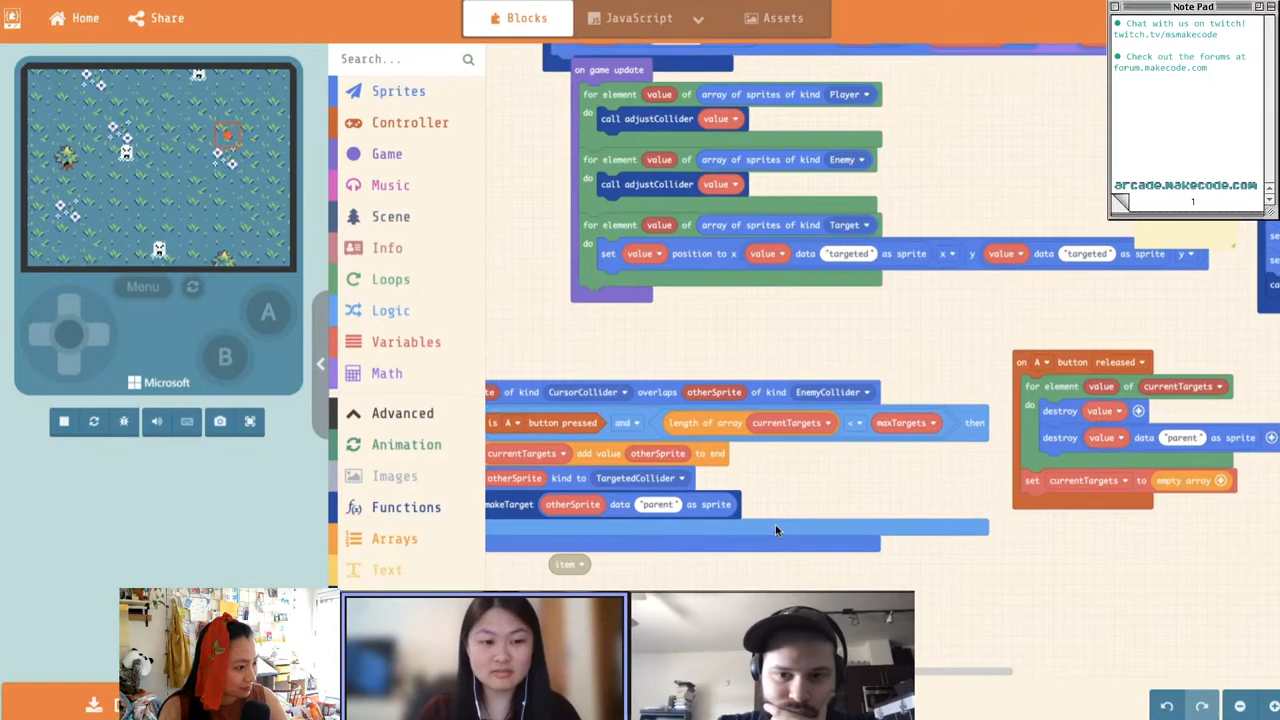 Home
Share
Blocks
JavaScript
Assets
Note Pad
Chat with us on twitch!
twitch.tv/msmakecode
Check out the forums at
forum.makecode.com
arcade.makecode.com
1
Menu
A
B
Microsoft
Search...
Sprites
Controller
Game
Music
Scene
Info
Loops
Logic
Variables
Math
Advanced
Animation
Images
Functions
Arrays
Text
on game update
for element value of array of sprites of kind Player
do call adjustCollider value
for element value of array of sprites of kind Enemy
do call adjustCollider value
for element value of array of sprites of kind Target
do set value position to x value data "targeted" as sprite x y value data "targeted" as sprite y
of kind CursorCollider overlaps otherSprite of kind EnemyCollider
is A button pressed and length of array currentTargets < maxTargets then
currentTargets add value otherSprite to end
otherSprite kind to TargetedCollider
makeTarget otherSprite data "parent" as sprite
item
on A button released
for element value of currentTargets
do destroy value
destroy value data "parent" as sprite
set currentTargets to empty array